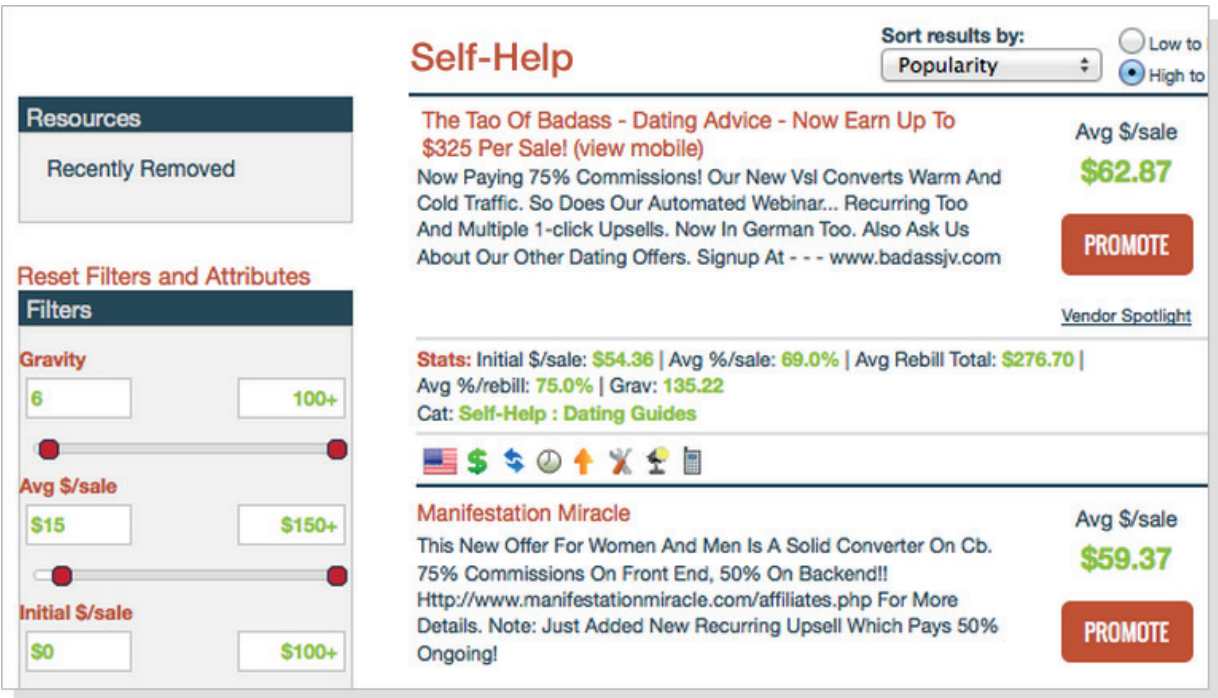 Self-Help
Sort results by:
Popularity
Low to
High to
Resources
Recently Removed
Reset Filters and Attributes
Filters
Gravity
6
100+
Avg $/sale
$15
$150+
Initial $/sale
$0
$100+
The Tao Of Badass - Dating Advice - Now Earn Up To
$325 Per Sale! (view mobile)
Now Paying 75% Commissions! Our New Vsl Converts Warm And
Cold Traffic. So Does Our Automated Webinar... Recurring Too
And Multiple 1-click Upsells. Now In German Too. Also Ask Us
About Our Other Dating Offers. Signup At - - - www.badassjv.com
Avg $/sale
$62.87
PROMOTE
Vendor Spotlight
Stats: Initial $/sale: $54.36 | Avg %/sale: 69.0% | Avg Rebill Total: $276.70 |
Avg %/rebill: 75.0% | Grav: 135.22
Cat: Self-Help : Dating Guides
Manifestation Miracle
This New Offer For Women And Men Is A Solid Converter On Cb.
75% Commissions On Front End, 50% On Backend!!
Http://www.manifestationmiracle.com/affiliates.php For More
Details. Note: Just Added New Recurring Upsell Which Pays 50%
Ongoing!
Avg $/sale
$59.37
PROMOTE